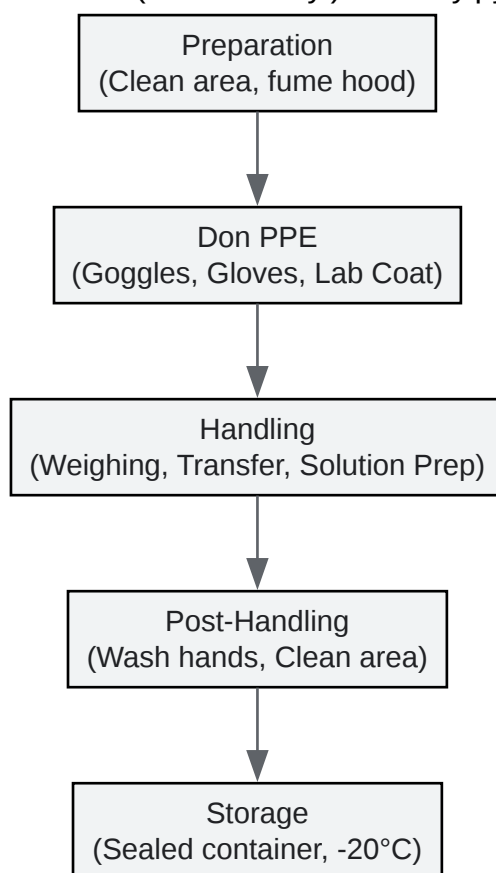 Preparation
(Clean area, fume hood)
Don PPE
(Goggles, Gloves, Lab Coat)
Handling
(Weighing, Transfer, Solution Prep)
Post-Handling
(Wash hands, Clean area)
Storage
(Sealed container, -20°C)